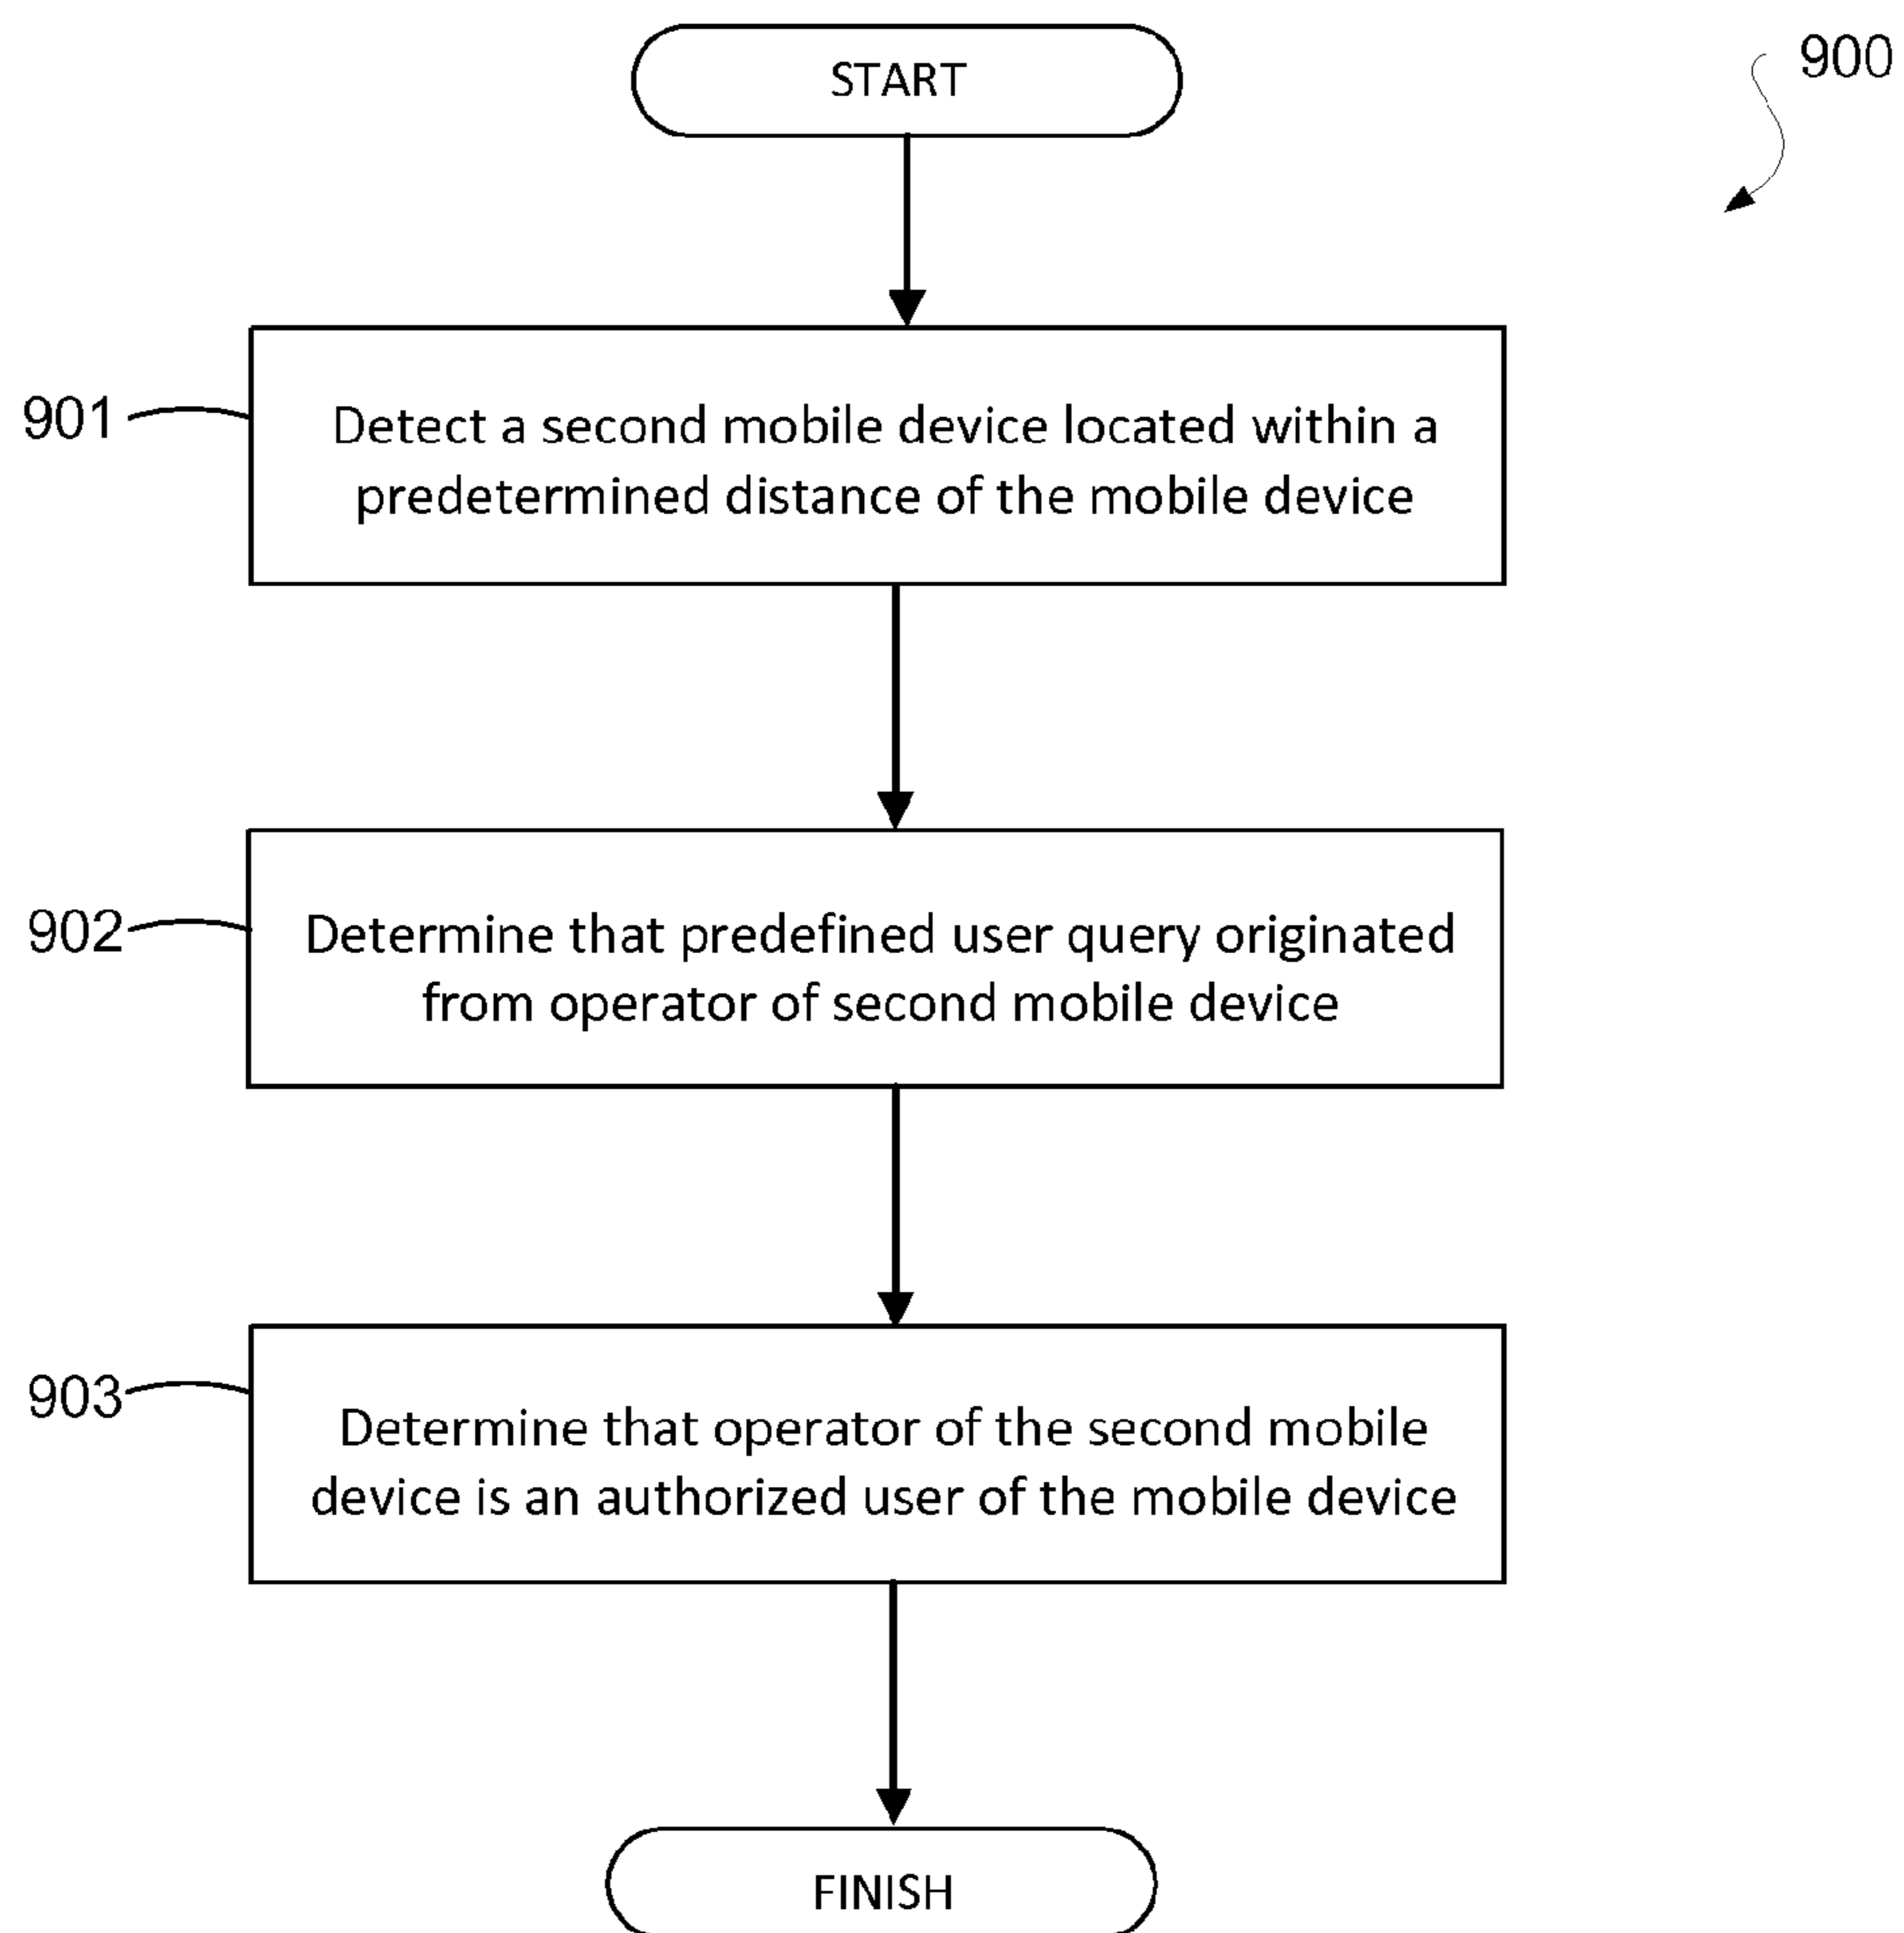 START
900
901
Detect a second mobile device located within a
predetermined distance of the mobile device
902
Determine that predefined user query originated
from operator of second mobile device
903
Determine that operator of the second mobile
device is an authorized user of the mobile device
FINISH